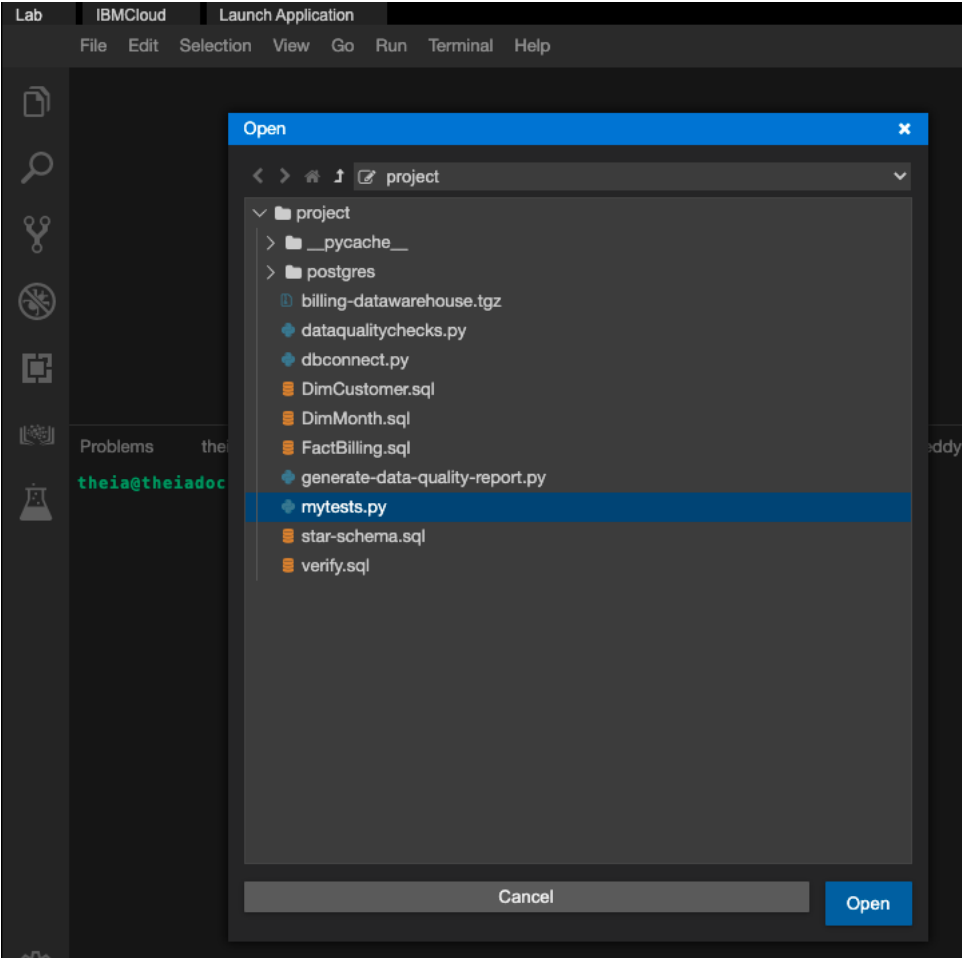 Lab IBMCloud Launch Application
File Edit Selection View Go Run Terminal Help
Open
project
project
__pycache__
postgres
billing-datawarehouse.tgz
dataqualitychecks.py
dbconnect.py
DimCustomer.sql
DimMonth.sql
FactBilling.sql
Problems thei eddy
generate-data-quality-report.py
theia@theiadoc
mytests.py
star-schema.sql
verify.sql
Cancel
Open